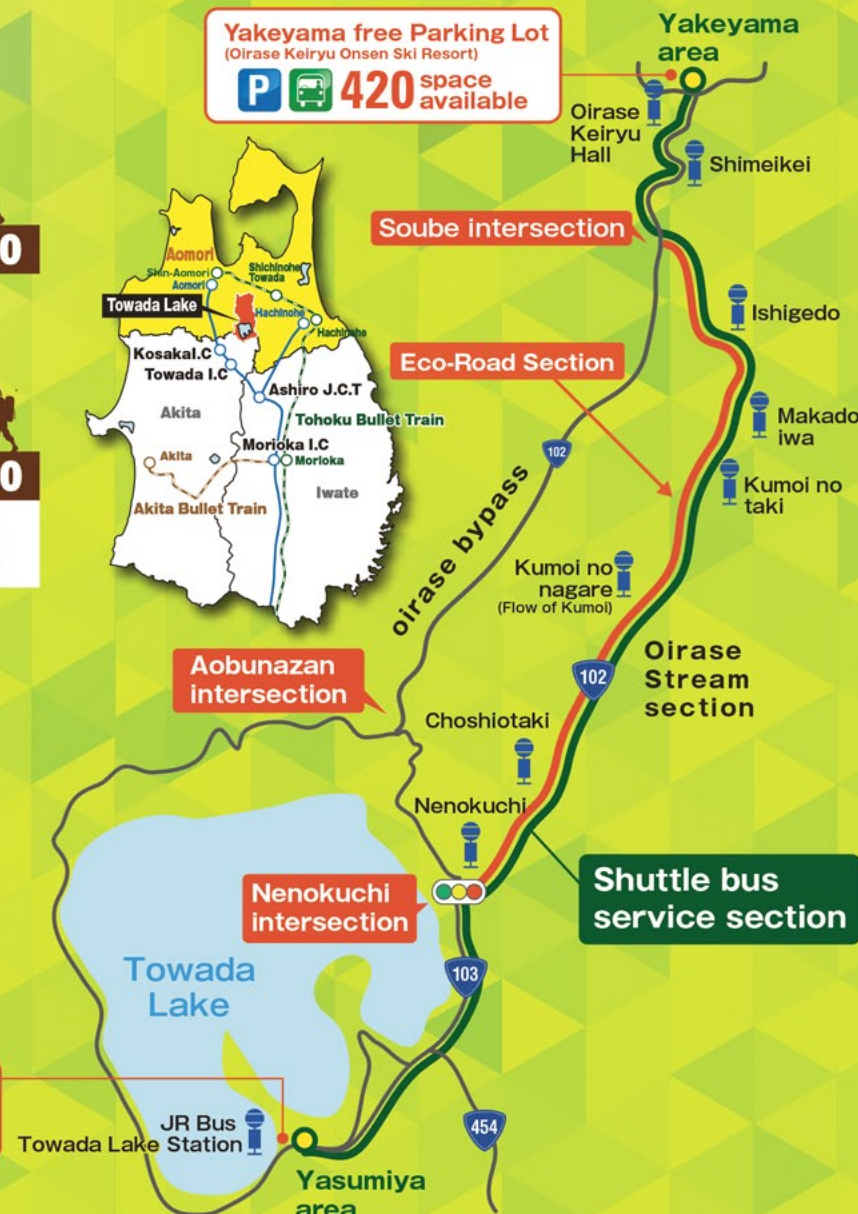 Yakeyama free Parking Lot
(Oirase Keiryu Onsen Ski Resort)
P 420 space
available
Yakeyama
area
Oirase
Keiryu
Hall
Shimeikei
0
Soube intersection
Aomori
Shin-Aomori
Aomori
Shichinohe
Towada
Towada Lake
Hachinohe
Hachinohe
KosakaI.C
Towada I.C
Ashiro J.C.T
Akita
Tohoku Bullet Train
Morioka I.C
Akita
Morioka
Iwate
Akita Bullet Train
0
Ishigedo
Eco-Road Section
Makado
iwa
102
Kumoi no
taki
oirase bypass
Kumoi no
nagare
(Flow of Kumoi)
Oirase
Stream
section
102
Aobunazan
intersection
Choshiotaki
Nenokuchi
Shuttle bus
service section
Nenokuchi
intersection
103
Towada
Lake
JR Bus
Towada Lake Station
454
Yasumiya
area